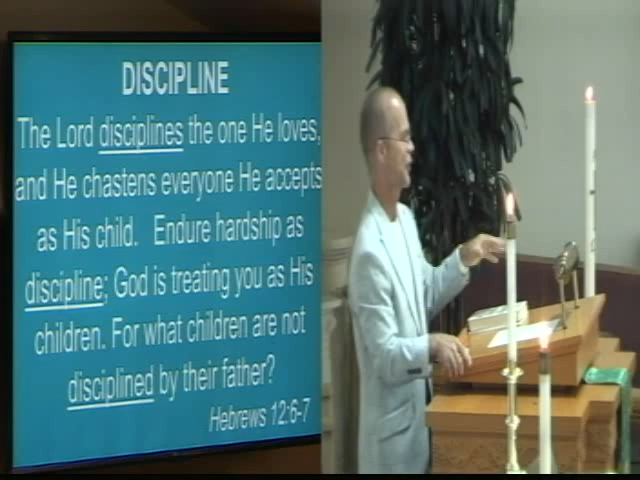 DISCIPLINE
The Lord disciplines the one He loves,
and He chastens everyone He accepts
as His child. Endure hardship as
discipline; God is treating you as His
children. For what children are not
disciplined by their father?
Hebrews 12:6-7